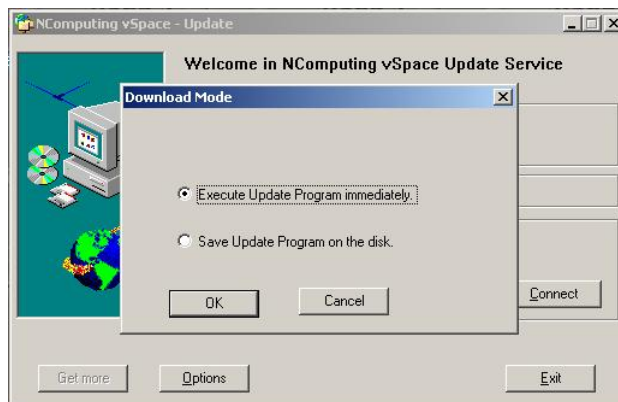 NComputing vSpace - Update
Welcome in NComputing vSpace Update Service
Download Mode
Execute Update Program immediately.
Save Update Program on the disk.
OK
Cancel
Connect
Get more
Options
Exit